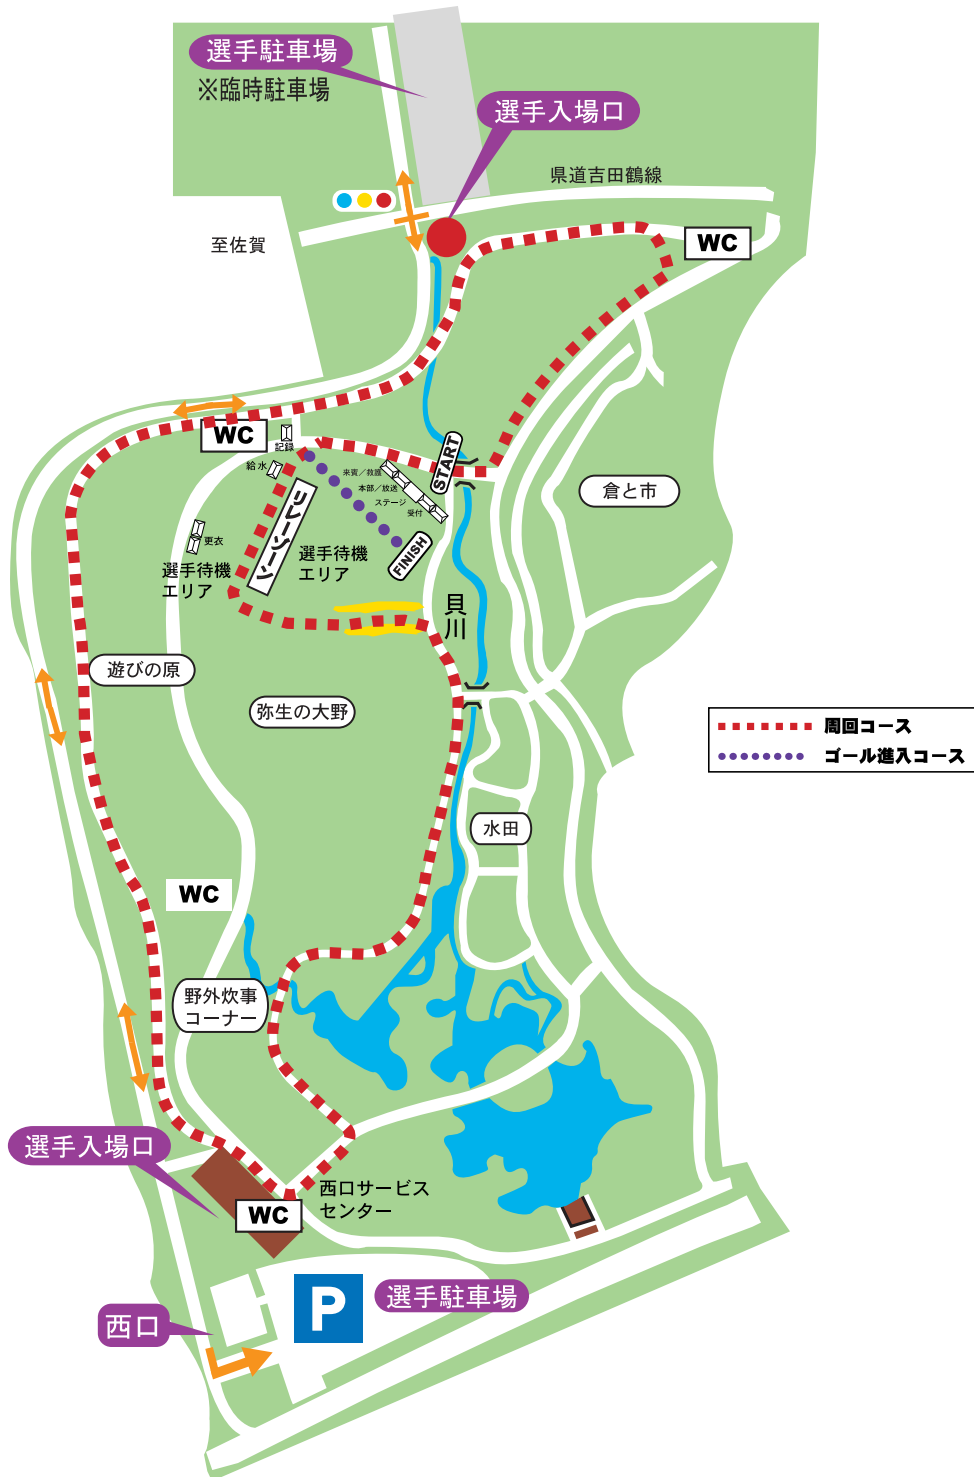 選手駐車場
※臨時駐車場
選手入場口
県道吉田鶴線
至佐賀
WC
WC
記録
給水
START
来賓／救護
本部／放送
ステージ
受付
リレーゾーン
FINISH
更衣
選手待機
エリア
選手待機
エリア
倉と市
貝川
遊びの原
弥生の大野
周回コース
ゴール進入コース
水田
WC
野外炊事
コーナー
選手入場口
西口サービス
センター
WC
P
選手駐車場
西口